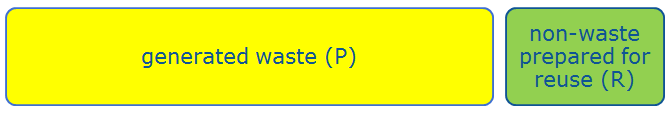 generated waste (P)
non-waste
prepared for
reuse (R)